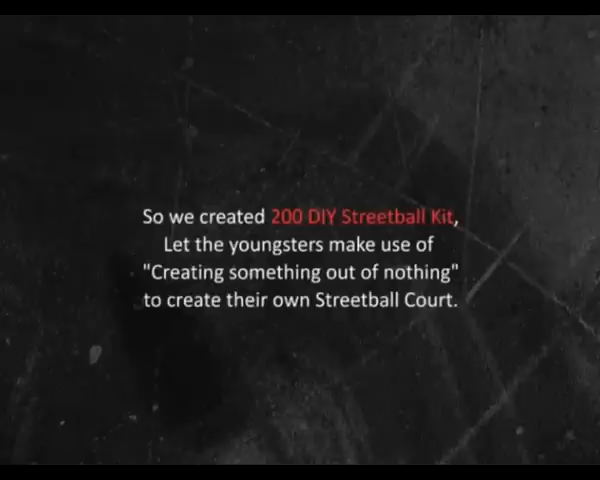 So we created 200 DIY Streetball Kit,
Let the youngsters make use of
"Creating something out of nothing"
to create their own Streetball Court.